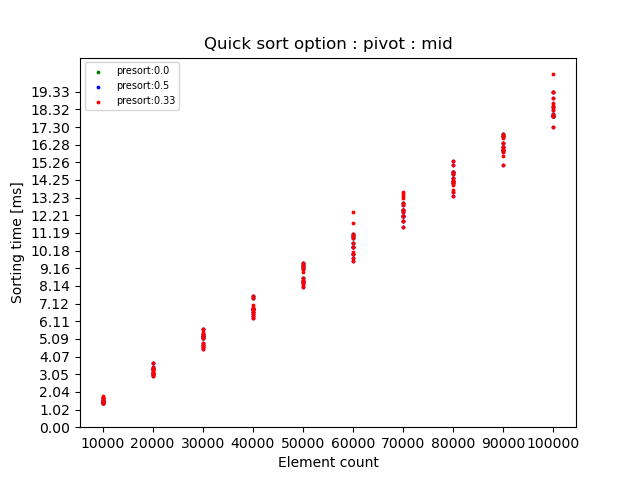 Quick sort option : pivot : mid
presort:0.0
presort:0.5
presort:0.33
19.33
18.32
17.30
16.28
15.26
14.25
13.23
12.21
11.19
10.18
9.16
8.14
7.12
6.11
5.09
4.07
3.05
2.04
1.02
0.00
Sorting time [ms]
10000 20000 30000 40000 50000 60000 70000 80000 90000 100000
Element count